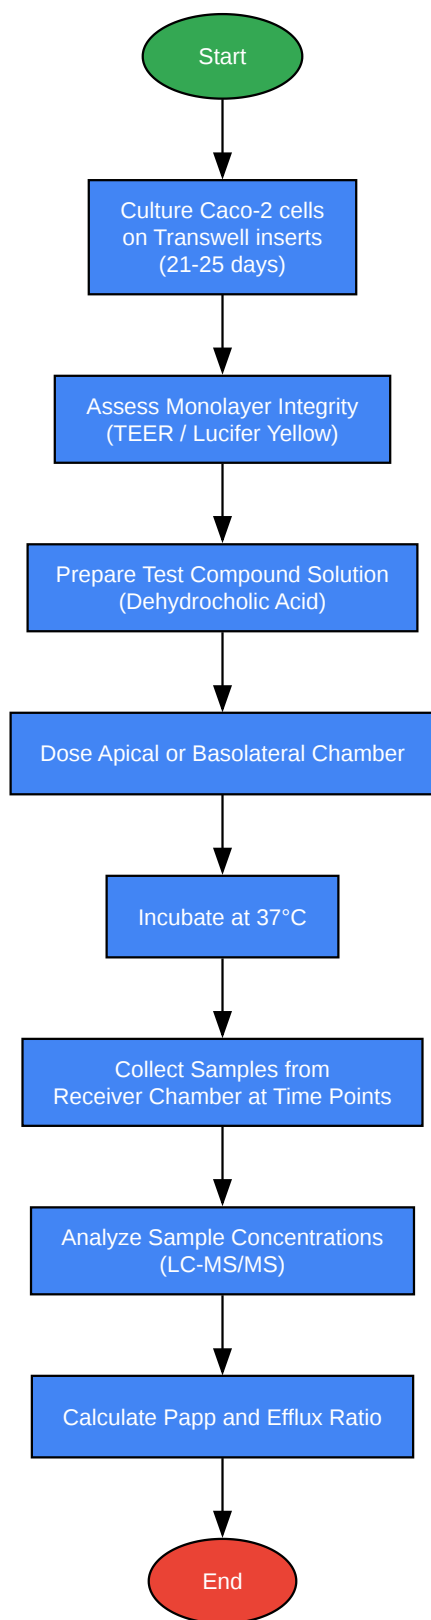 Start
Culture Caco-2 cells
on Transwell inserts
(21-25 days)
Assess Monolayer Integrity
(TEER / Lucifer Yellow)
Prepare Test Compound Solution
(Dehydrocholic Acid)
Dose Apical or Basolateral Chamber
Incubate at 37°C
Collect Samples from
Receiver Chamber at Time Points
Analyze Sample Concentrations
(LC-MS/MS)
Calculate Papp and Efflux Ratio
End